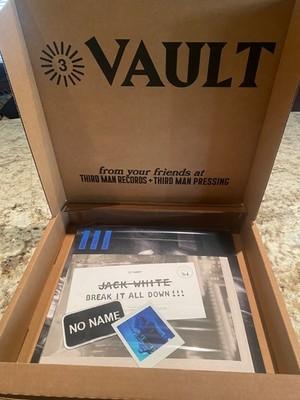 3 VAULT
from your friends at
THIRD MAN RECORDS + THIRD MAN PRESSING
JACK WHITE
BREAK IT ALL DOWN!!!
NO NAME